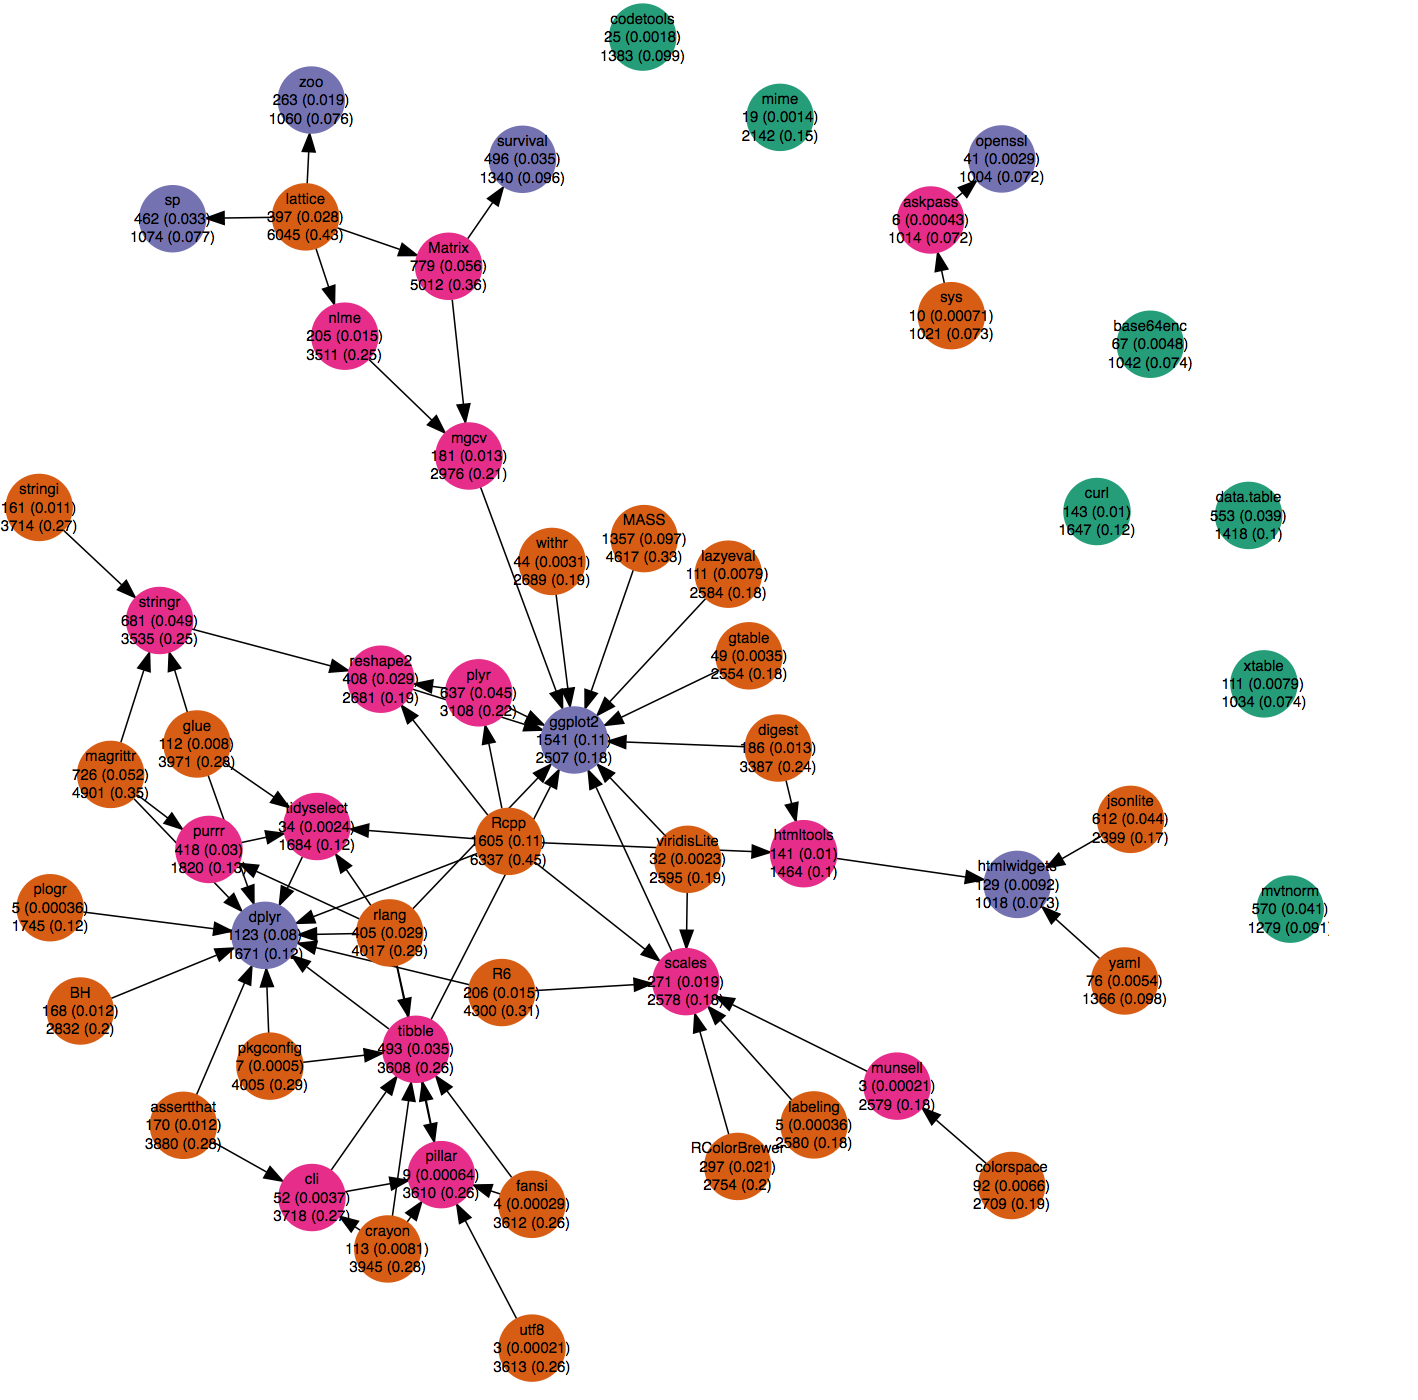 codetools
25 (0.0018)
1383 (0.099)
zoo
263 (0.019)
1060 (0.076)
mime
19 (0.0014)
2142 (0.15)
survival
496 (0.035)
1340 (0.096)
openssl
41 (0.0029)
1004 (0.072)
sp
462 (0.033)
1074 (0.077)
lattice
397 (0.028)
6045 (0.43)
askpass
6 (0.00043)
1014 (0.072)
Matrix
779 (0.056)
5012 (0.36)
sys
10 (0.00071)
1021 (0.073)
nlme
205 (0.015)
3511 (0.25)
base64enc
67 (0.0048)
1042 (0.074)
mgcv
181 (0.013)
2976 (0.21)
stringi
161 (0.011)
3714 (0.27)
curl
143 (0.01)
1647 (0.12)
data.table
553 (0.039)
1418 (0.1)
MASS
1357 (0.097)
4617 (0.33)
withr
44 (0.0031)
2689 (0.19)
lazyeval
111 (0.0079)
2584 (0.18)
stringr
681 (0.049)
3535 (0.25)
gtable
49 (0.0035)
2554 (0.18)
reshape2
408 (0.029)
2681 (0.19)
plyr
637 (0.045)
3108 (0.22)
xtable
111 (0.0079)
1034 (0.074)
ggplot2
1541 (0.11)
2507 (0.18)
glue
112 (0.008)
3971 (0.28)
digest
186 (0.013)
3387 (0.24)
magrittr
726 (0.052)
4901 (0.35)
tidyselect
34 (0.0024)
1684 (0.12)
jsonlite
612 (0.044)
2399 (0.17)
Rcpp
1605 (0.11)
6337 (0.45)
purrr
418 (0.03)
1820 (0.13)
viridisLite
32 (0.0023)
2595 (0.19)
htmltools
141 (0.01)
1464 (0.1)
htmlwidgets
129 (0.0092)
1018 (0.073)
plogr
5 (0.00036)
1745 (0.12)
mvtnorm
570 (0.041)
1279 (0.091)
dplyr
1123 (0.08)
1671 (0.12)
rlang
405 (0.029)
4017 (0.29)
scales
271 (0.019)
2578 (0.18)
yaml
76 (0.0054)
1366 (0.098)
R6
206 (0.015)
4300 (0.31)
BH
168 (0.012)
2832 (0.2)
tibble
493 (0.035)
3608 (0.26)
pkgconfig
7 (0.0005)
4005 (0.29)
munsell
3 (0.00021)
2579 (0.18)
assertthat
170 (0.012)
3880 (0.28)
labeling
5 (0.00036)
2580 (0.18)
RColorBrewer
297 (0.021)
2754 (0.2)
pillar
9 (0.00064)
3610 (0.26)
colorspace
92 (0.0066)
2709 (0.19)
cli
52 (0.0037)
3718 (0.27)
fansi
4 (0.00029)
3612 (0.26)
crayon
113 (0.0081)
3945 (0.28)
utf8
3 (0.00021)
3613 (0.26)